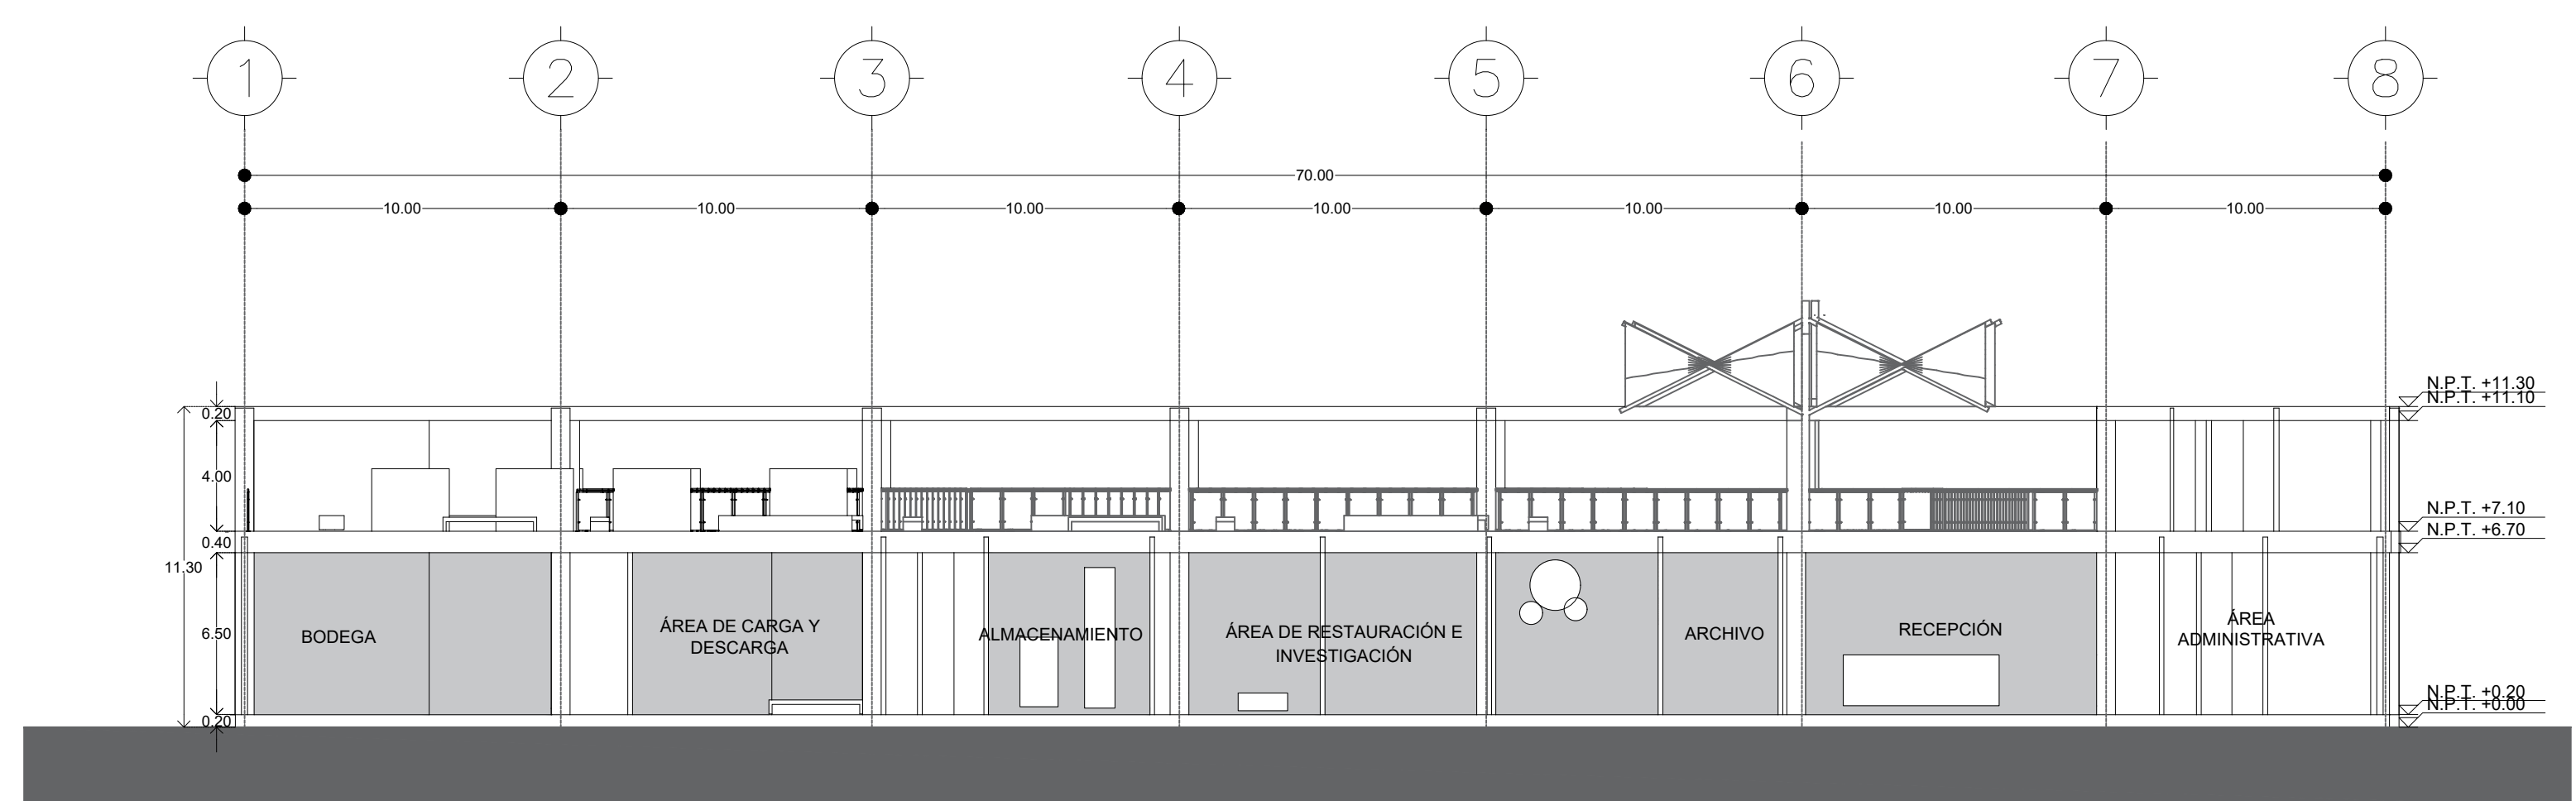 1 2 3 4 5 6 7 8
70.00
10.00 10.00 10.00 10.00 10.00 10.00 10.00
N.P.T. +11.30
N.P.T. +11.10
0.20
4.00
N.P.T. +7.10
N.P.T. +6.70
0.40
11.30
6.50
BODEGA
ÁREA DE CARGA Y
DESCARGA
ALMACENAMIENTO
ÁREA DE RESTAURACIÓN E
INVESTIGACIÓN
ARCHIVO
RECEPCIÓN
ÁREA
ADMINISTRATIVA
N.P.T. +0.20
N.P.T. +0.00
0.20